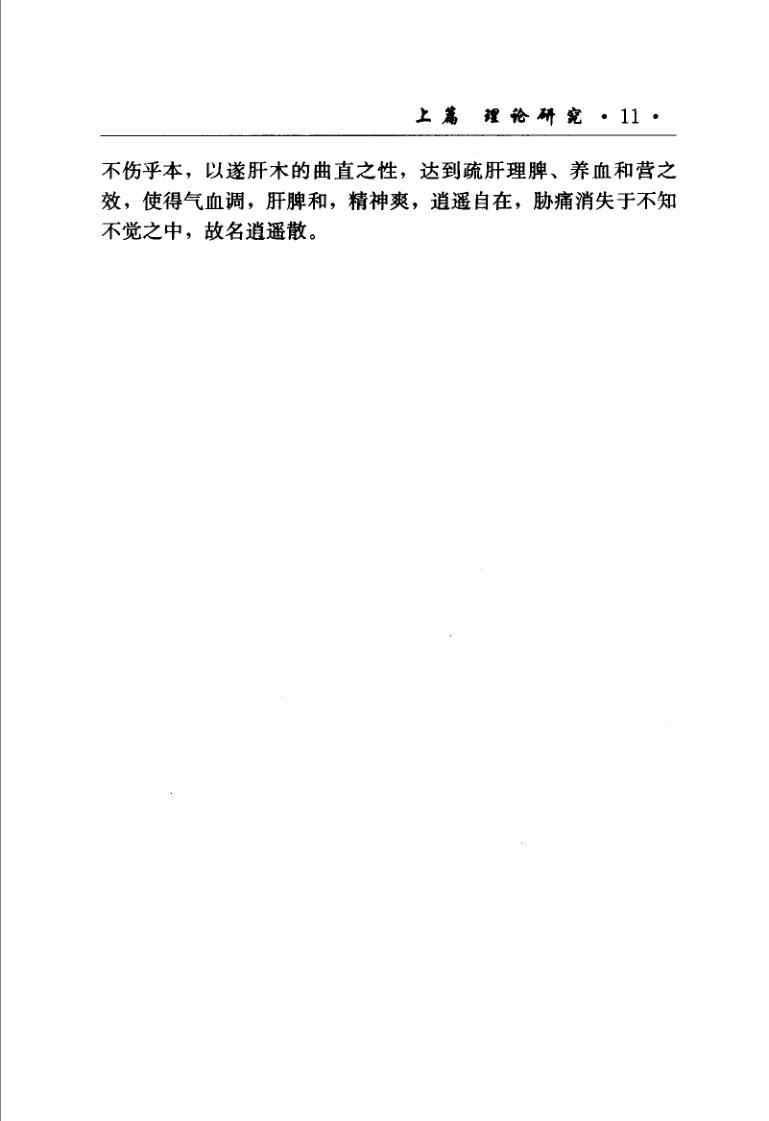 上篇 理论研究 · 11 ·
不伤乎本，以遂肝木的曲直之性，达到疏肝理脾、养血和营之
效，使得气血调，肝脾和，精神爽，逍遥自在，胁痛消失于不知
不觉之中，故名逍遥散。